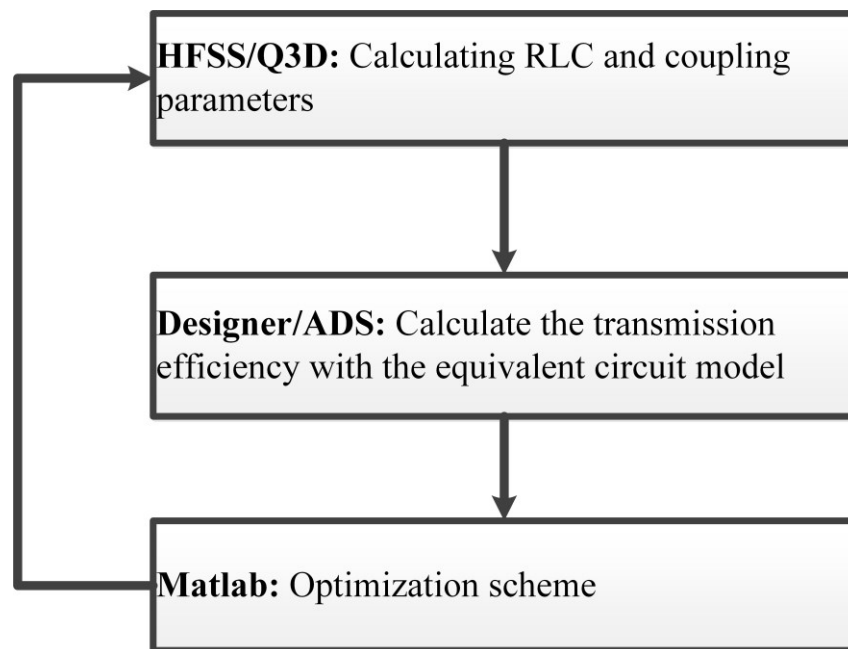 HFSS/Q3D: Calculating RLC and coupling
parameters
Designer/ADS: Calculate the transmission
efficiency with the equivalent circuit model
Matlab: Optimization scheme